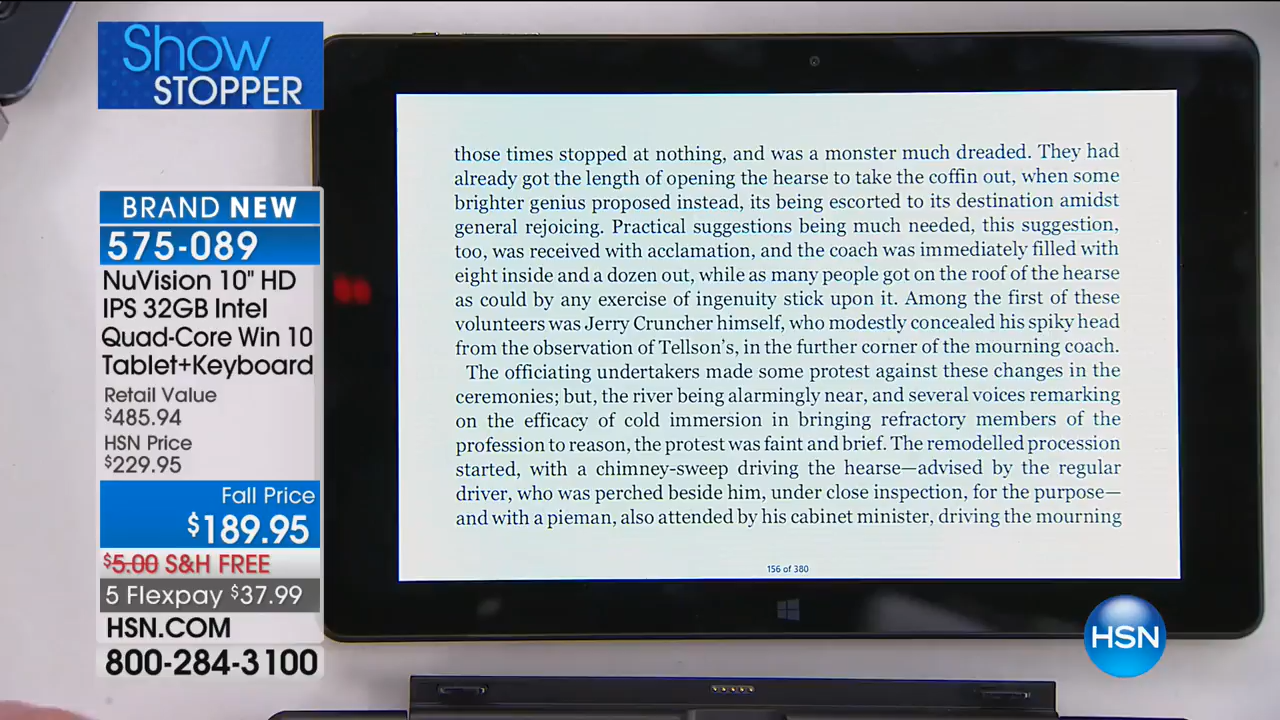 Show
STOPPER
BRAND NEW
575-089
NuVision 10" HD
IPS 32GB Intel
Quad-Core Win 10
Tablet+Keyboard
Retail Value
$485.94
HSN Price
$229.95
Fall Price
$189.95
$5.00 S&H FREE
5 Flexpay $37.99
HSN.COM
800-284-3100
those times stopped at nothing, and was a monster much dreaded. They had
already got the length of opening the hearse to take the coffin out, when some
brighter genius proposed instead, its being escorted to its destination amidst
general rejoicing. Practical suggestions being much needed, this suggestion,
too, was received with acclamation, and the coach was immediately filled with
eight inside and a dozen out, while as many people got on the roof of the hearse
as could by any exercise of ingenuity stick upon it. Among the first of these
volunteers was Jerry Cruncher himself, who modestly concealed his spiky head
from the observation of Tellson's, in the further corner of the mourning coach.
The officiating undertakers made some protest against these changes in the
ceremonies; but, the river being alarmingly near, and several voices remarking
on the efficacy of cold immersion in bringing refractory members of the
profession to reason, the protest was faint and brief. The remodelled procession
started, with a chimney-sweep driving the hearse—advised by the regular
driver, who was perched beside him, under close inspection, for the purpose—
and with a pieman, also attended by his cabinet minister, driving the mourning
156 of 380
HSN